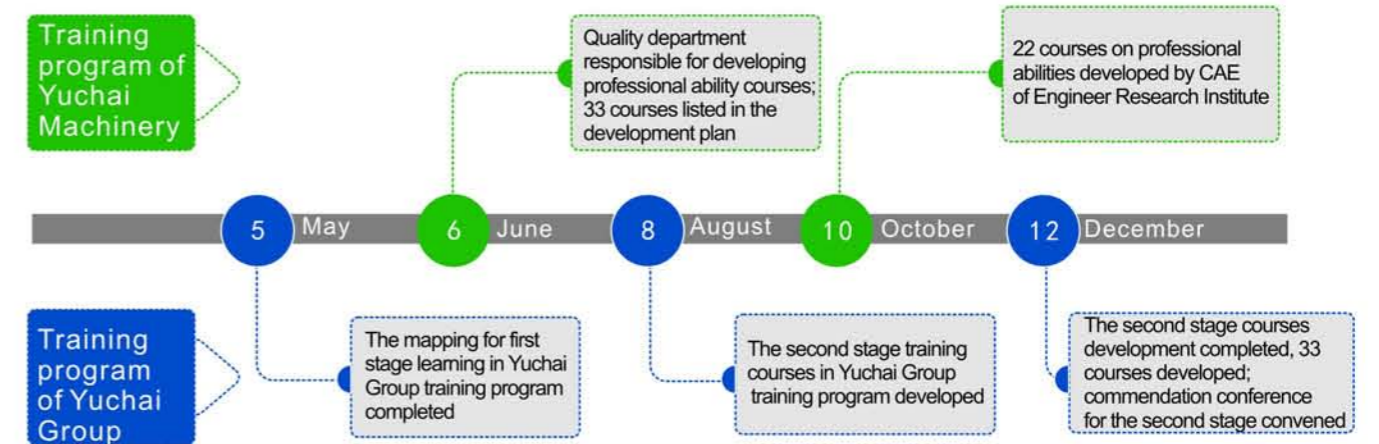 Training
program of
Yuchai
Machinery
Quality department
responsible for developing
professional ability courses;
33 courses listed in the
development plan
22 courses on professional
abilities developed by CAE
of Engineer Research Institute
5 May 6 June 8 August 10 October 12 December
Training
program
of Yuchai
Group
The mapping for first
stage learning in Yuchai
Group training program
completed
The second stage training
courses in Yuchai Group
training program developed
The second stage courses
development completed, 33
courses developed;
commendation conference
for the second stage convened